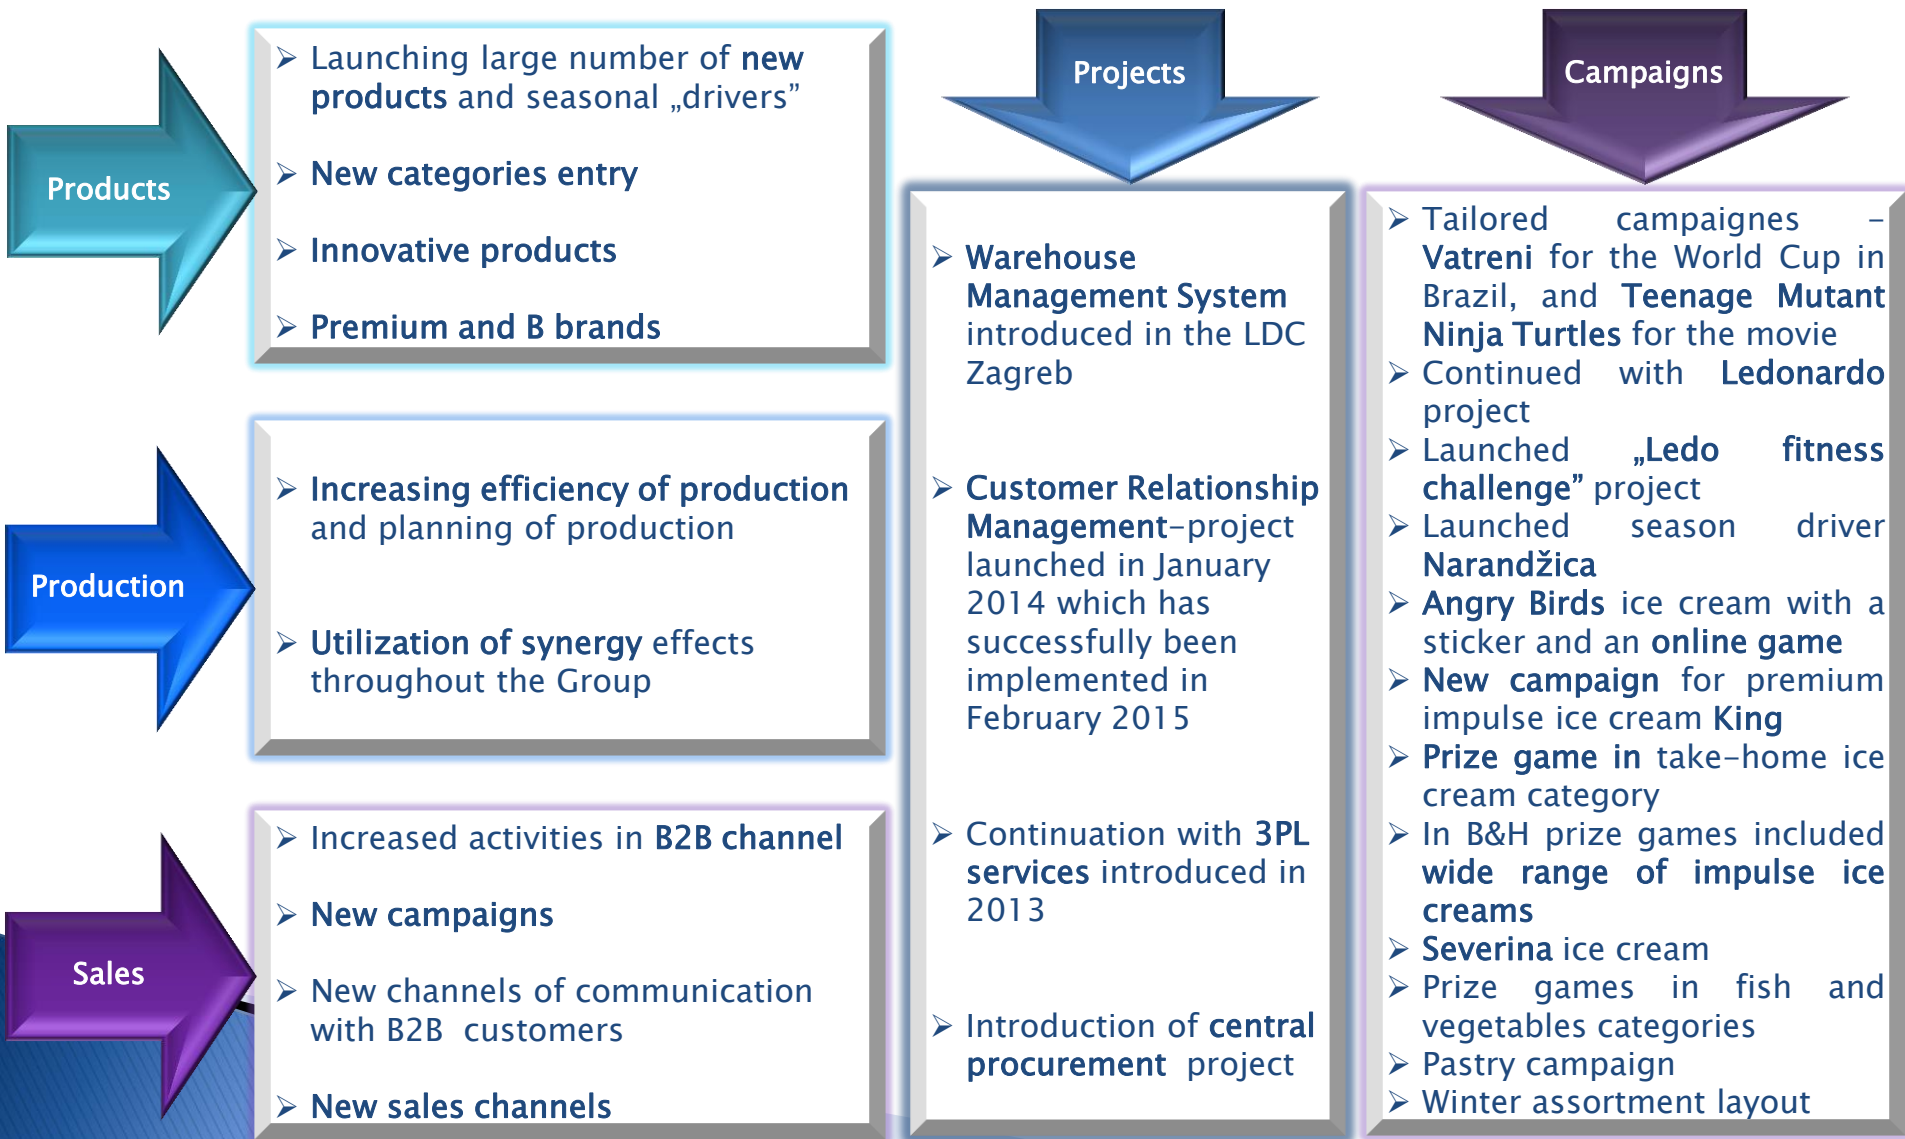 Products
➢ Launching large number of new
products and seasonal „drivers”
➢ New categories entry
➢ Innovative products
➢ Premium and B brands
Production
➢ Increasing efficiency of production
and planning of production
➢ Utilization of synergy effects
throughout the Group
Sales
➢ Increased activities in B2B channel
➢ New campaigns
➢ New channels of communication
with B2B customers
➢ New sales channels
Projects
➢ Warehouse
Management System
introduced in the LDC
Zagreb
➢ Customer Relationship
Management-project
launched in January
2014 which has
successfully been
implemented in
February 2015
➢ Continuation with 3PL
services introduced in
2013
➢ Introduction of central
procurement project
Campaigns
➢ Tailored campaignes –
Vatreni for the World Cup in
Brazil, and Teenage Mutant
Ninja Turtles for the movie
➢ Continued with Ledonardo
project
➢ Launched „Ledo fitness
challenge” project
➢ Launched season driver
Narandžica
➢ Angry Birds ice cream with a
sticker and an online game
➢ New campaign for premium
impulse ice cream King
➢ Prize game in take-home ice
cream category
➢ In B&H prize games included
wide range of impulse ice
creams
➢ Severina ice cream
➢ Prize games in fish and
vegetables categories
➢ Pastry campaign
➢ Winter assortment layout